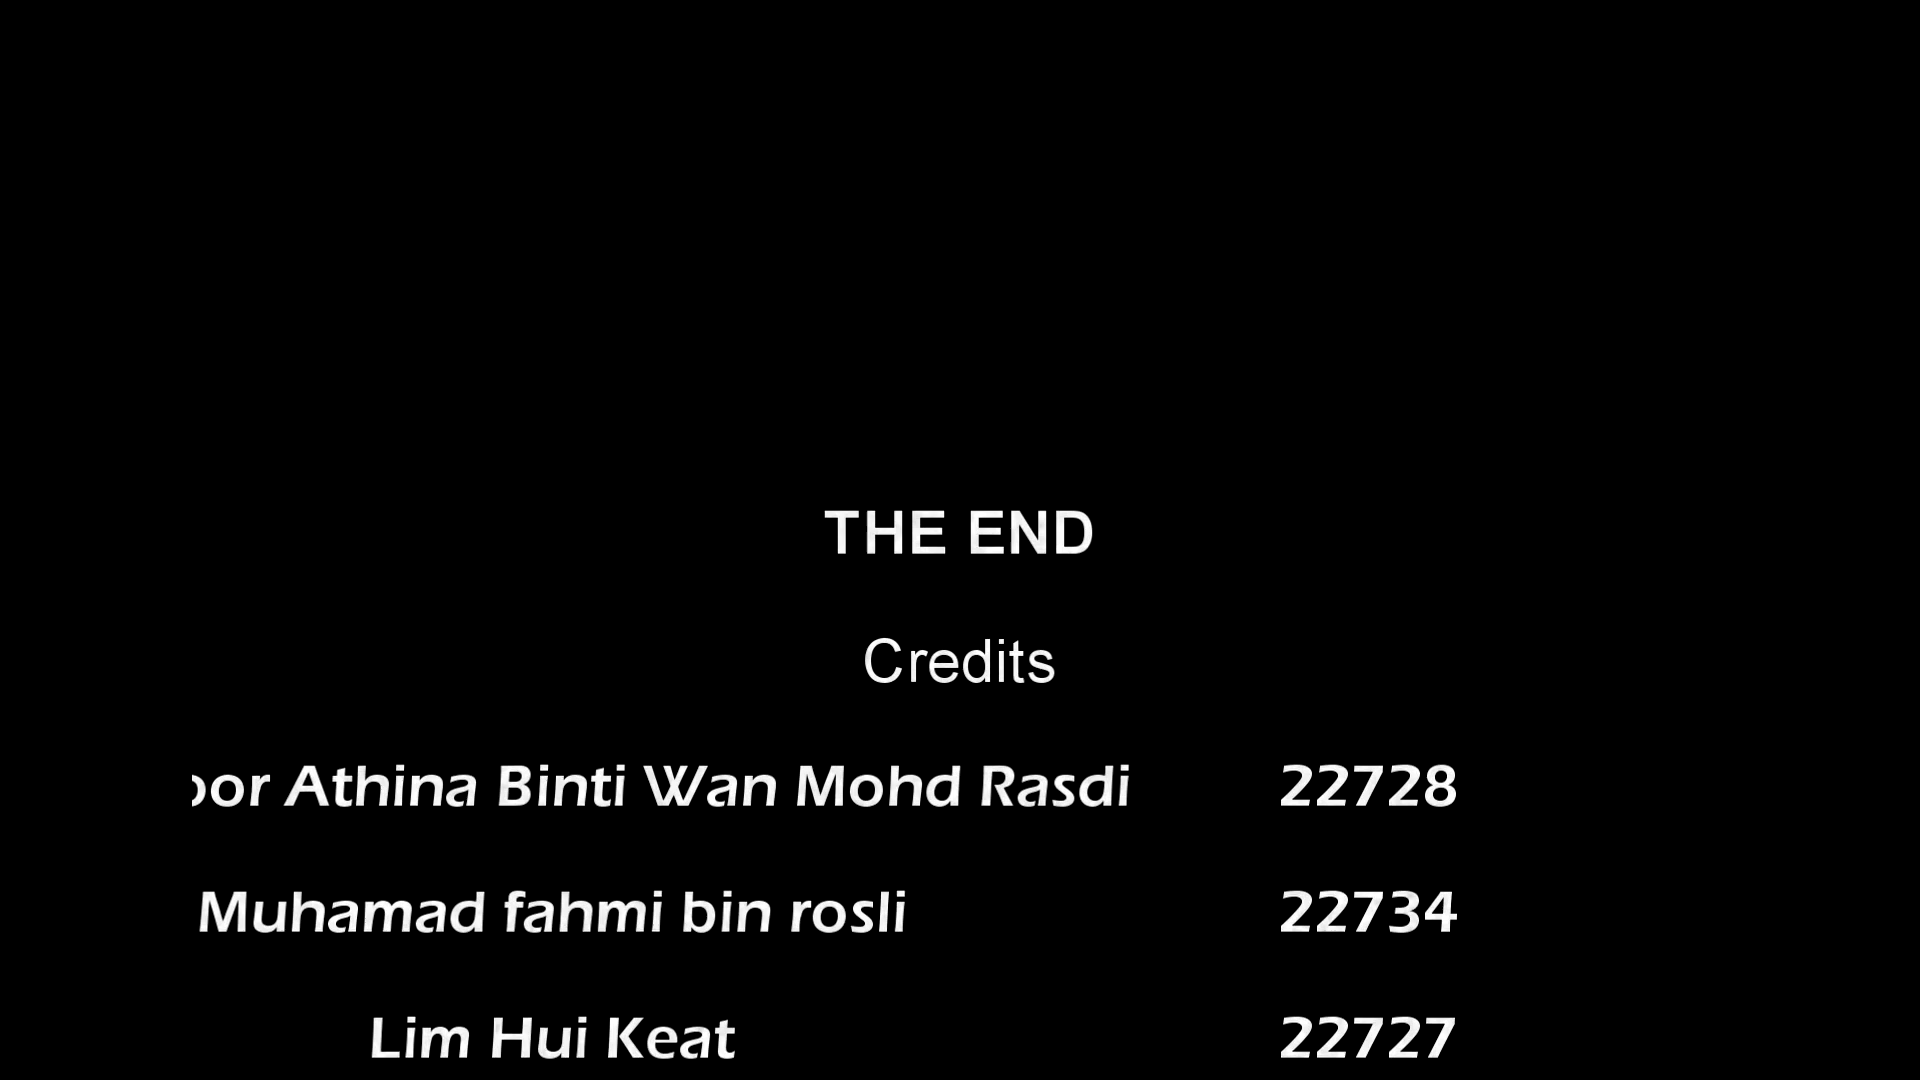 THE END
Credits
Athina Binti Wan Mohd Rasdi 22728
Muhamad fahmi bin rosli 22734
Lim Hui Keat 22727